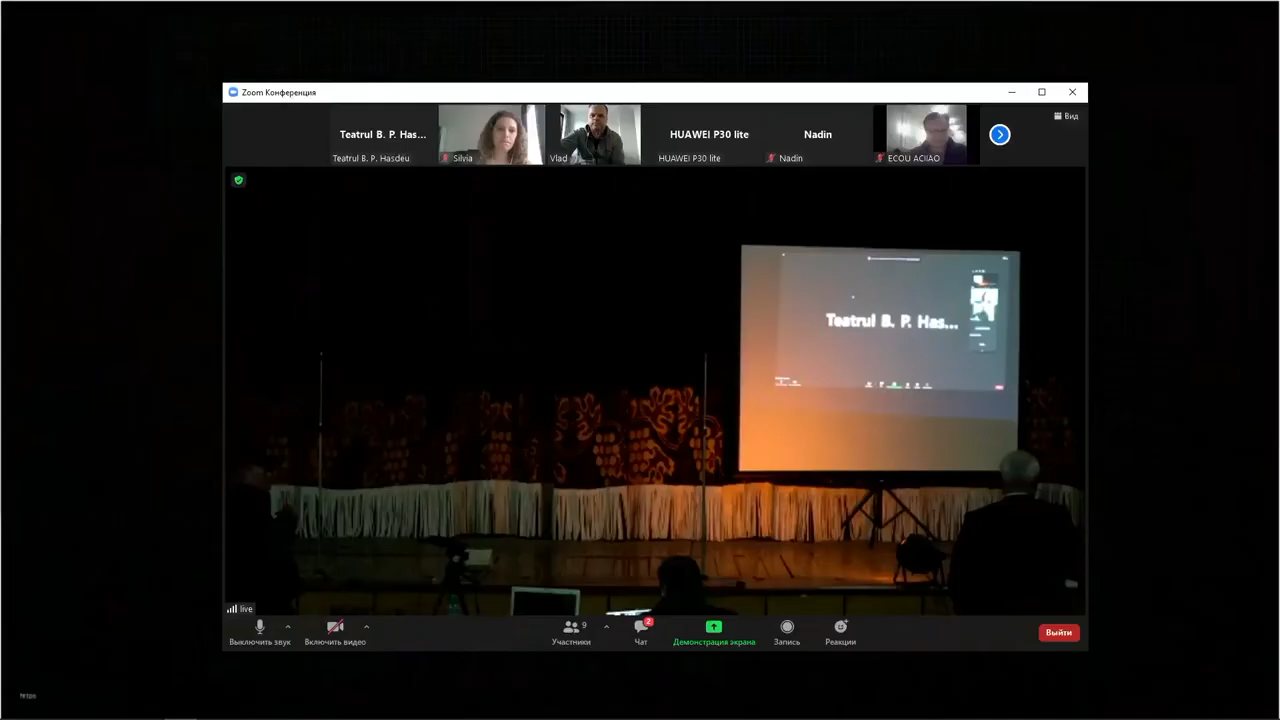 Zoom Конференция
Вид
Teatrul B. P. Has...
HUAWEI P30 lite
Nadin
Teatrul B. P. Hasdeu
Silvia
Vlad
HUAWEI P30 lite
Nadin
ECOU ACIIAO
Teatrul B. P. Has...
live
9
2
Выключить звук
Включить видео
Участники
Чат
Демонстрация экрана
Запись
Реакции
Выйти